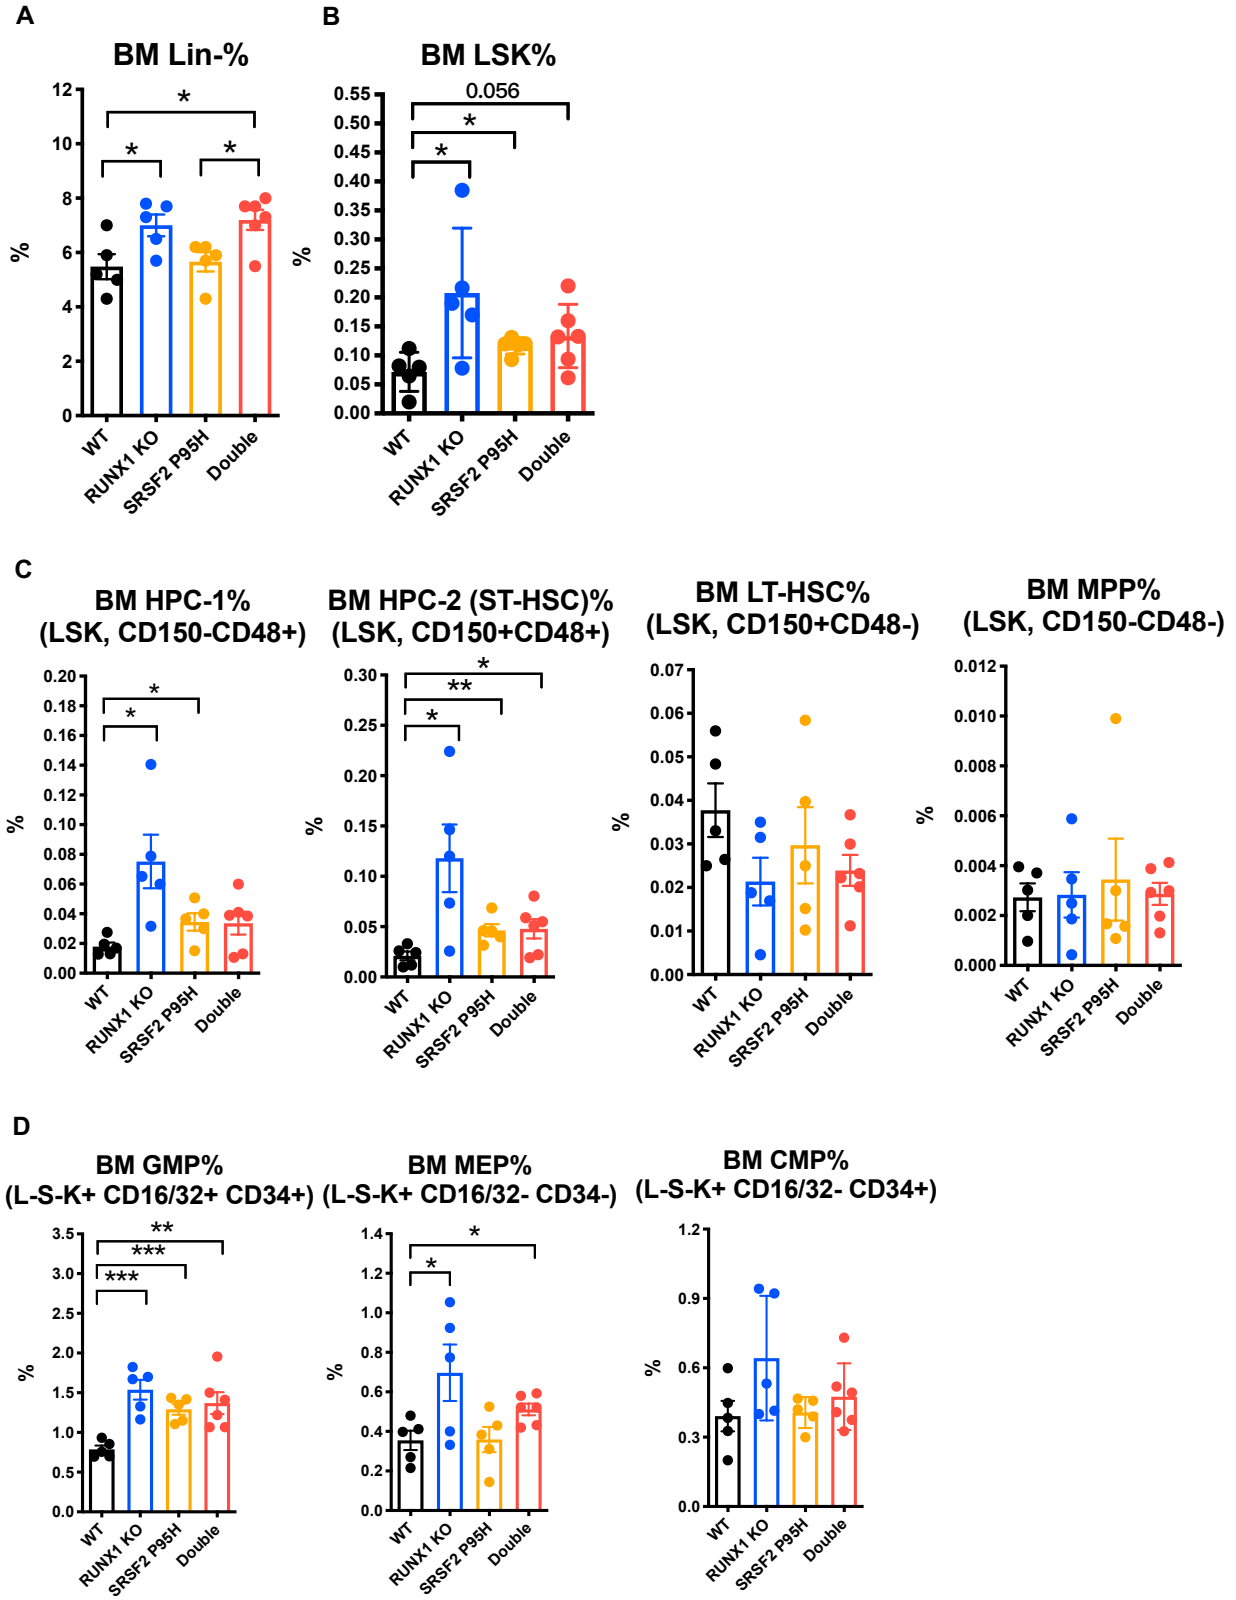 A
B
BM Lin-%
BM LSK%
12
10
8
6
4
2
0
%
*
*
*
WT
RUNX1 KO
SRSF2 P95H
Double
0.55
0.50
0.45
0.40
0.35
0.30
0.25
0.20
0.15
0.10
0.05
0.00
%
0.056
*
*
WT
RUNX1 KO
SRSF2 P95H
Double
C
BM HPC-1%
(LSK, CD150-CD48+)
0.20
0.18
0.16
0.14
0.12
0.10
0.08
0.06
0.04
0.02
0.00
%
*
*
WT
RUNX1 KO
SRSF2 P95H
Double
BM HPC-2 (ST-HSC)%
(LSK, CD150+CD48+)
0.30
0.25
0.20
0.15
0.10
0.05
0.00
%
*
**
*
WT
RUNX1 KO
SRSF2 P95H
Double
BM LT-HSC%
(LSK, CD150+CD48-)
0.07
0.06
0.05
0.04
0.03
0.02
0.01
0.00
%
WT
RUNX1 KO
SRSF2 P95H
Double
BM MPP%
(LSK, CD150-CD48-)
0.012
0.010
0.008
0.006
0.004
0.002
0.000
%
WT
RUNX1 KO
SRSF2 P95H
Double
D
BM GMP%
(L-S-K+ CD16/32+ CD34+)
3.5
3.0
2.5
2.0
1.5
1.0
0.5
0.0
%
**
***
***
WT
RUNX1 KO
SRSF2 P95H
Double
BM MEP%
(L-S-K+ CD16/32- CD34-)
1.4
1.2
1.0
0.8
0.6
0.4
0.2
0.0
%
*
*
WT
RUNX1 KO
SRSF2 P95H
Double
BM CMP%
(L-S-K+ CD16/32- CD34+)
1.2
0.9
0.6
0.3
0.0
%
WT
RUNX1 KO
SRSF2 P95H
Double